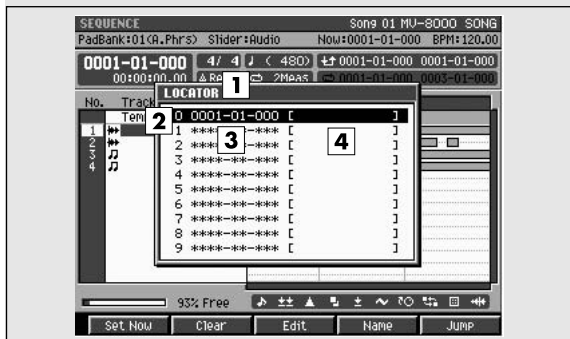 SEQUENCE Song 01 MV-8000 SONG
PadBank:01(A.Phrs) Slider:Audio Now:0001-01-000 BPM:120.00
0001-01-000 4/ 4 ( 480) 0001-01-000 0001-01-000
00:00:00.00 2Meas 0001-01-000 0003-01-000
1
LOCATOR
No. Track
2 0 0001-01-000 [ ]
1 1 ****-**-*** [ ]
2 2 ****-**-*** [ ]
3 4
3 3 ****-**-*** [ ]
4 4 ****-**-*** [ ]
5 ****-**-*** [ ]
6 ****-**-*** [ ]
7 ****-**-*** [ ]
8 ****-**-*** [ ]
9 ****-**-*** [ ]
93% Free
Set Now Clear Edit Name Jump